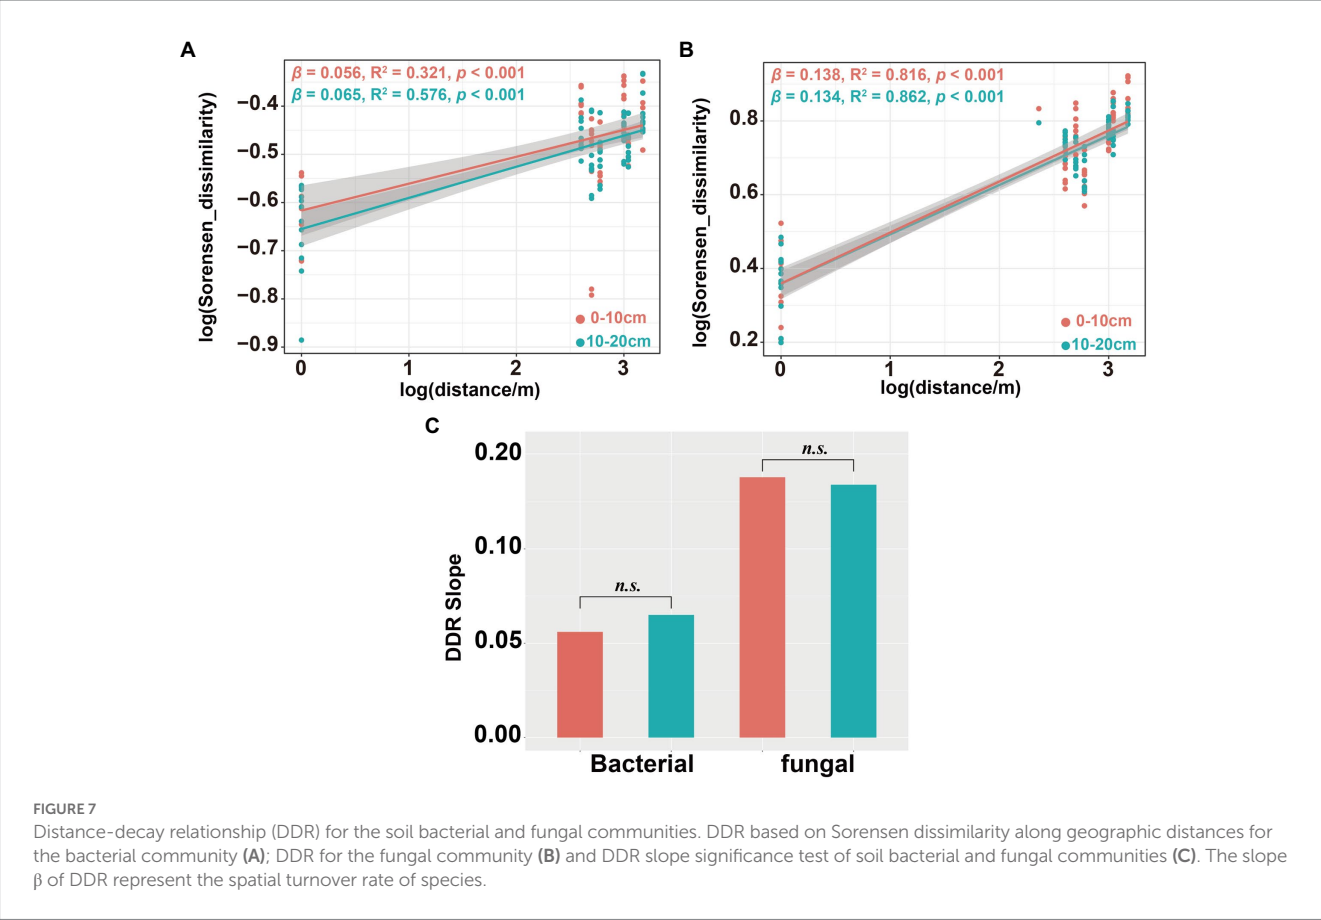 A
β = 0.056, R² = 0.321, p < 0.001
β = 0.065, R² = 0.576, p < 0.001
log(Sorensen_dissimilarity)
−0.4
−0.5
−0.6
−0.7
−0.8
−0.9
0-10cm
10-20cm
0 1 2 3
log(distance/m)
B
β = 0.138, R² = 0.816, p < 0.001
β = 0.134, R² = 0.862, p < 0.001
log(Sorensen_dissimilarity)
0.8
0.6
0.4
0.2
0-10cm
10-20cm
0 1 2 3
log(distance/m)
C
DDR Slope
0.20
0.10
0.05
0.00
n.s.
n.s.
Bacterial fungal
FIGURE 7
Distance-decay relationship (DDR) for the soil bacterial and fungal communities. DDR based on Sorensen dissimilarity along geographic distances for
the bacterial community (A); DDR for the fungal community (B) and DDR slope significance test of soil bacterial and fungal communities (C). The slope
β of DDR represent the spatial turnover rate of species.